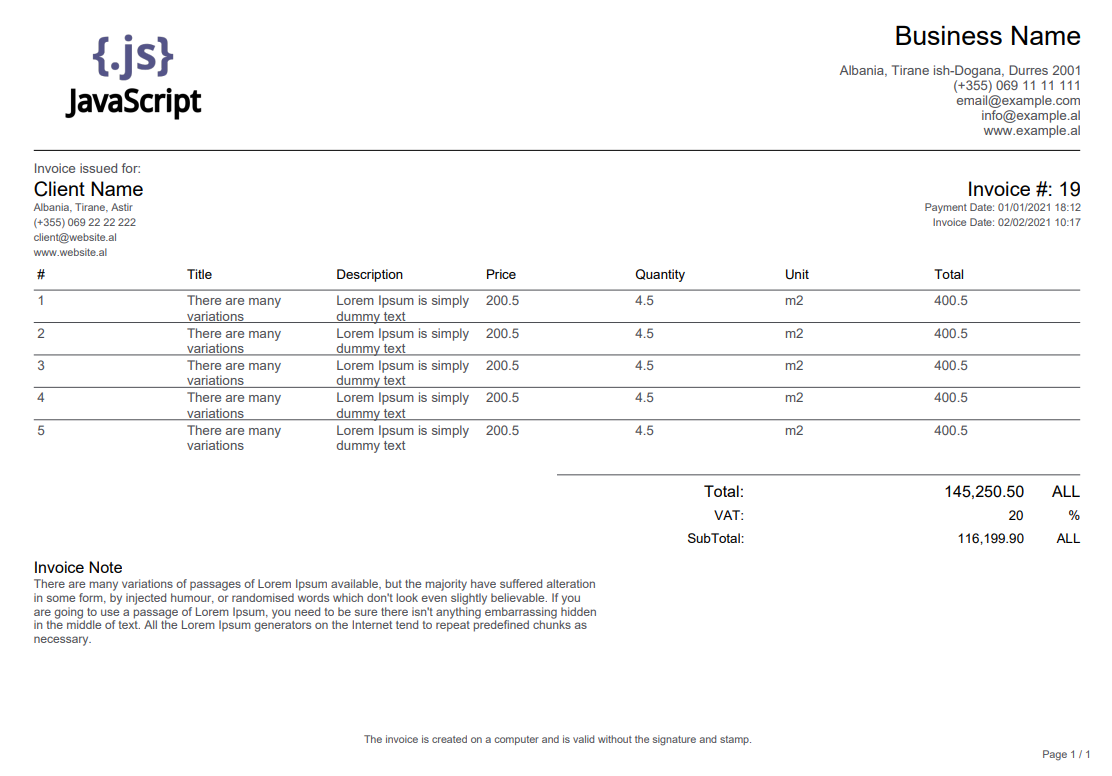 {.js}
JavaScript
Business Name
Albania, Tirane ish-Dogana, Durres 2001
(+355) 069 11 11 111
email@example.com
info@example.al
www.example.al
Invoice issued for:
Client Name
Albania, Tirane, Astir
(+355) 069 22 22 222
client@website.al
www.website.al
Invoice #: 19
Payment Date: 01/01/2021 18:12
Invoice Date: 02/02/2021 10:17
# Title Description Price Quantity Unit Total
1 There are many Lorem Ipsum is simply 200.5 4.5 m2 400.5
variations dummy text
2 There are many Lorem Ipsum is simply 200.5 4.5 m2 400.5
variations dummy text
3 There are many Lorem Ipsum is simply 200.5 4.5 m2 400.5
variations dummy text
4 There are many Lorem Ipsum is simply 200.5 4.5 m2 400.5
variations dummy text
5 There are many Lorem Ipsum is simply 200.5 4.5 m2 400.5
variations dummy text
Total: 145,250.50 ALL
VAT: 20 %
SubTotal: 116,199.90 ALL
Invoice Note
There are many variations of passages of Lorem Ipsum available, but the majority have suffered alteration
in some form, by injected humour, or randomised words which don't look even slightly believable. If you
are going to use a passage of Lorem Ipsum, you need to be sure there isn't anything embarrassing hidden
in the middle of text. All the Lorem Ipsum generators on the Internet tend to repeat predefined chunks as
necessary.
The invoice is created on a computer and is valid without the signature and stamp.
Page 1 / 1